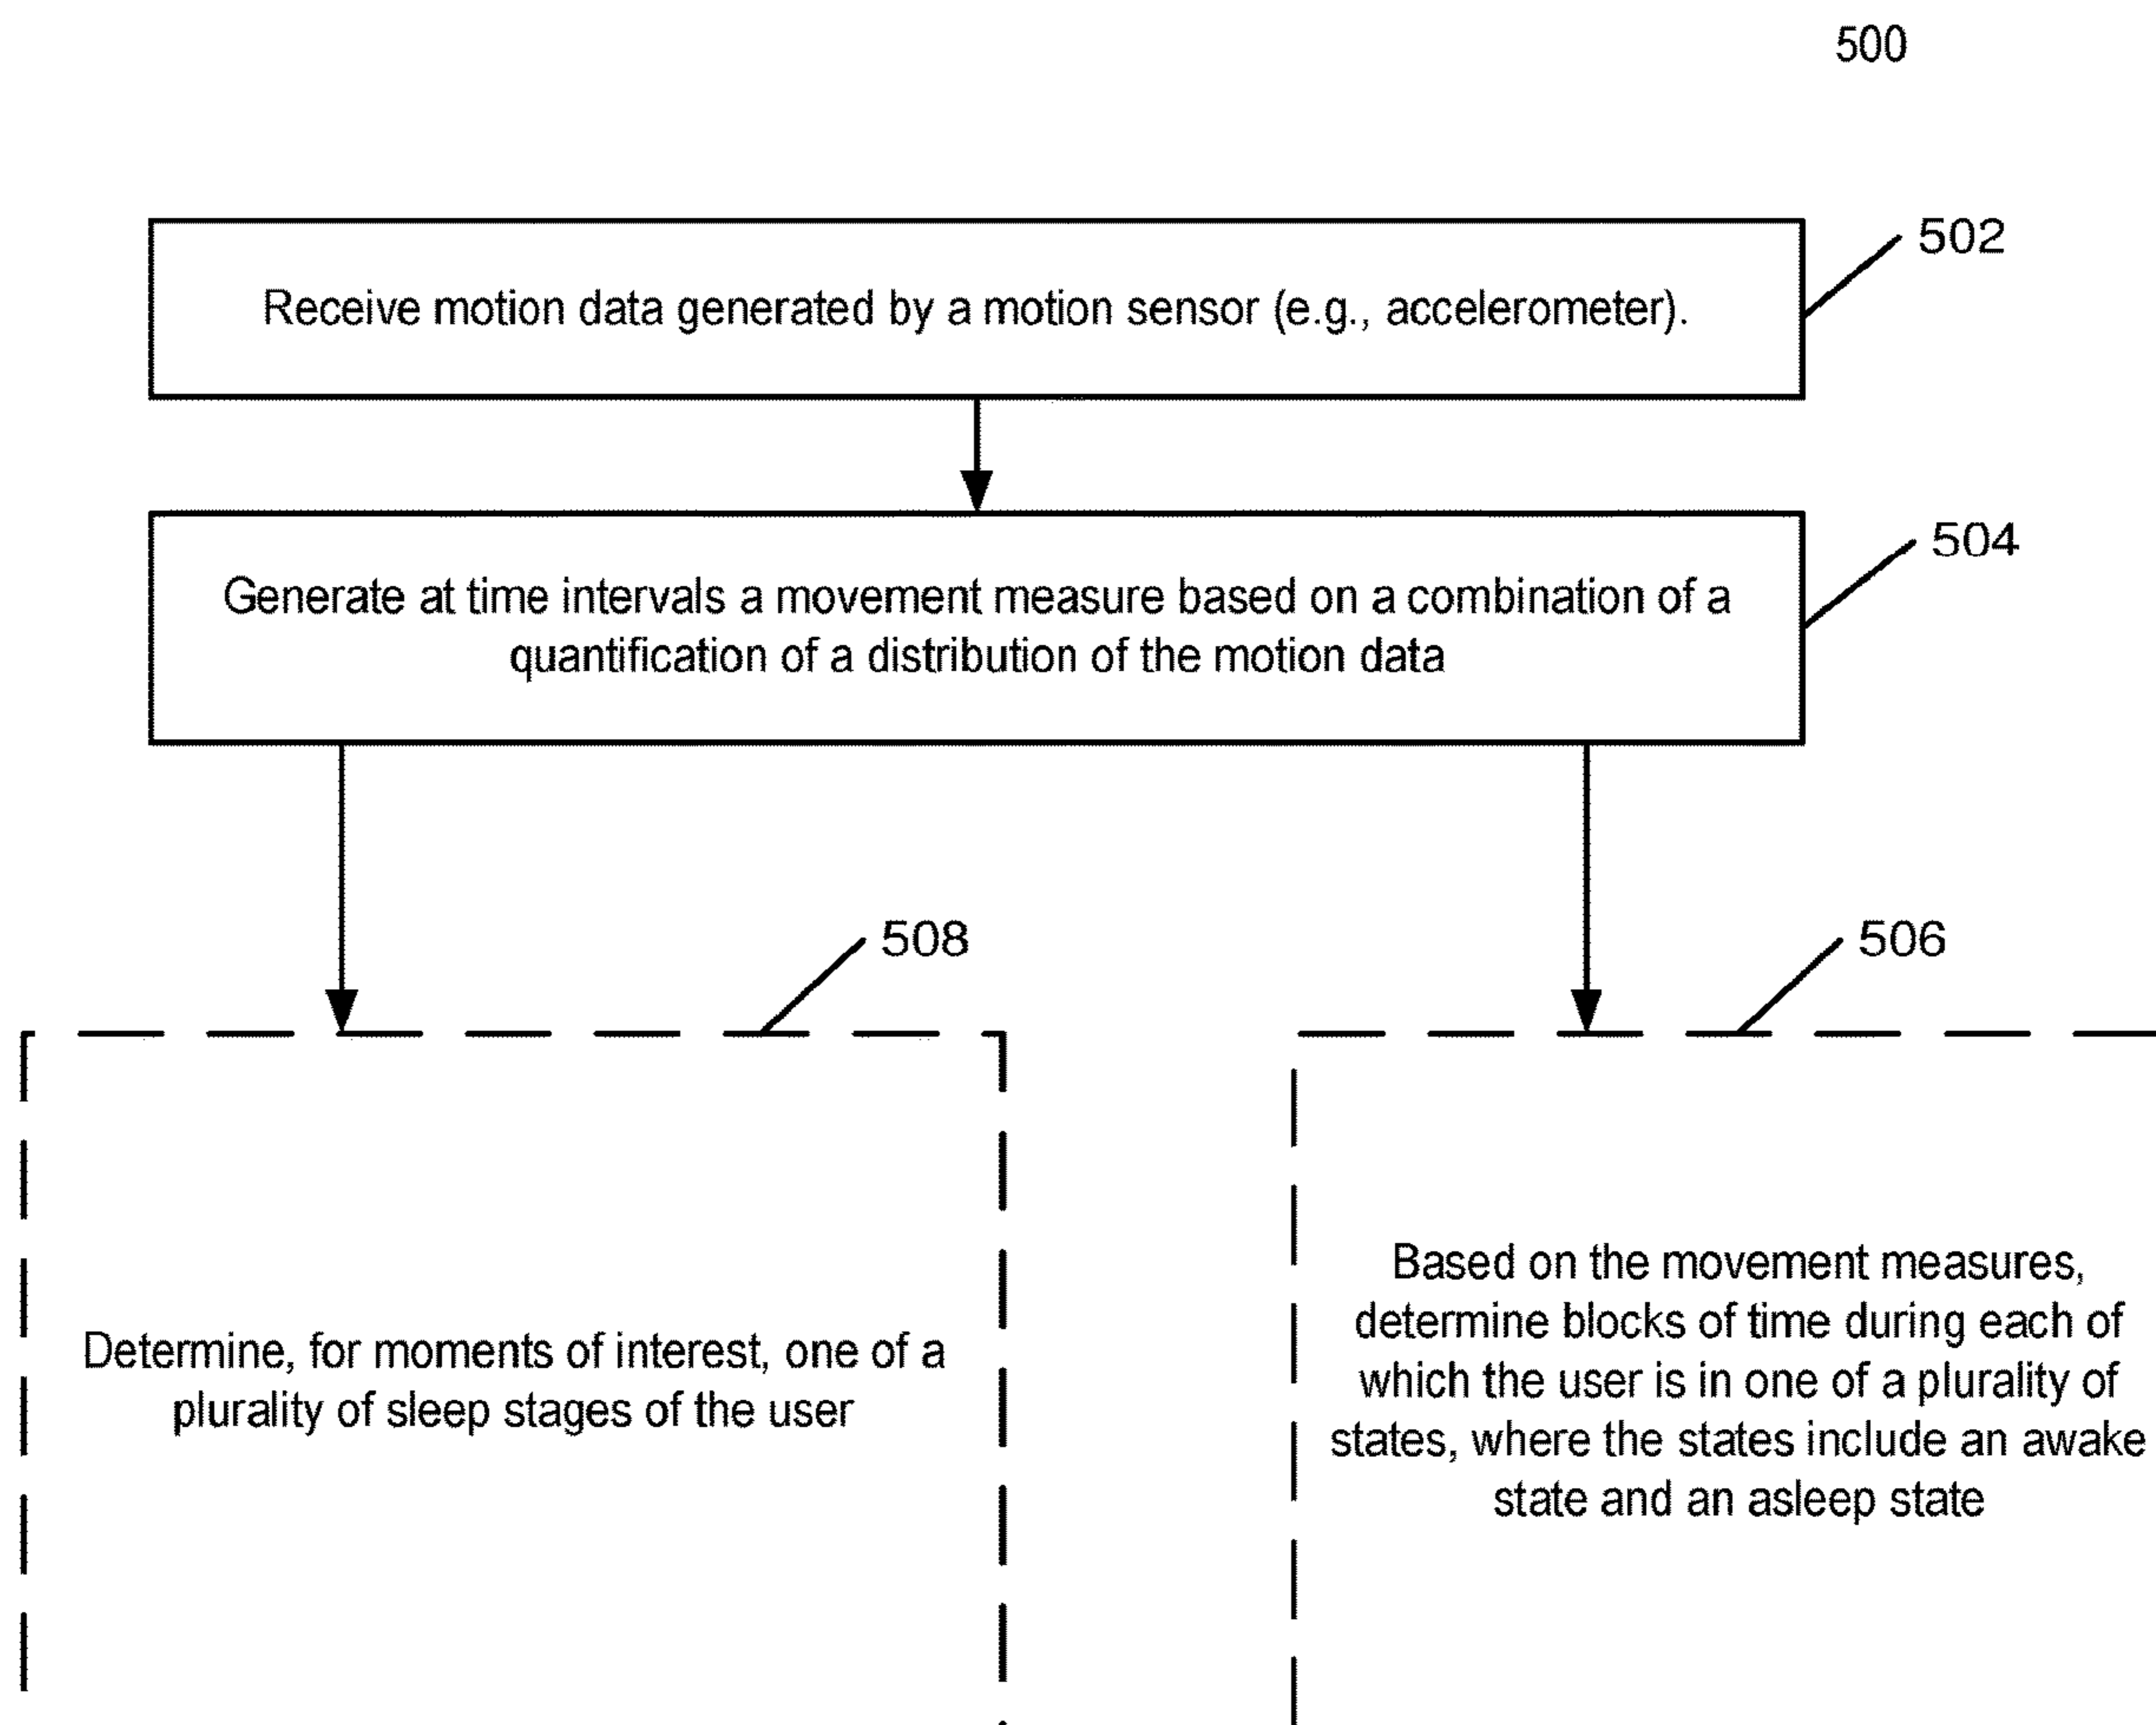 500
502
Receive motion data generated by a motion sensor (e.g., accelerometer).
504
Generate at time intervals a movement measure based on a combination of a
quantification of a distribution of the motion data
508
506
Determine, for moments of interest, one of a
plurality of sleep stages of the user
Based on the movement measures,
determine blocks of time during each of
which the user is in one of a plurality of
states, where the states include an awake
state and an asleep state